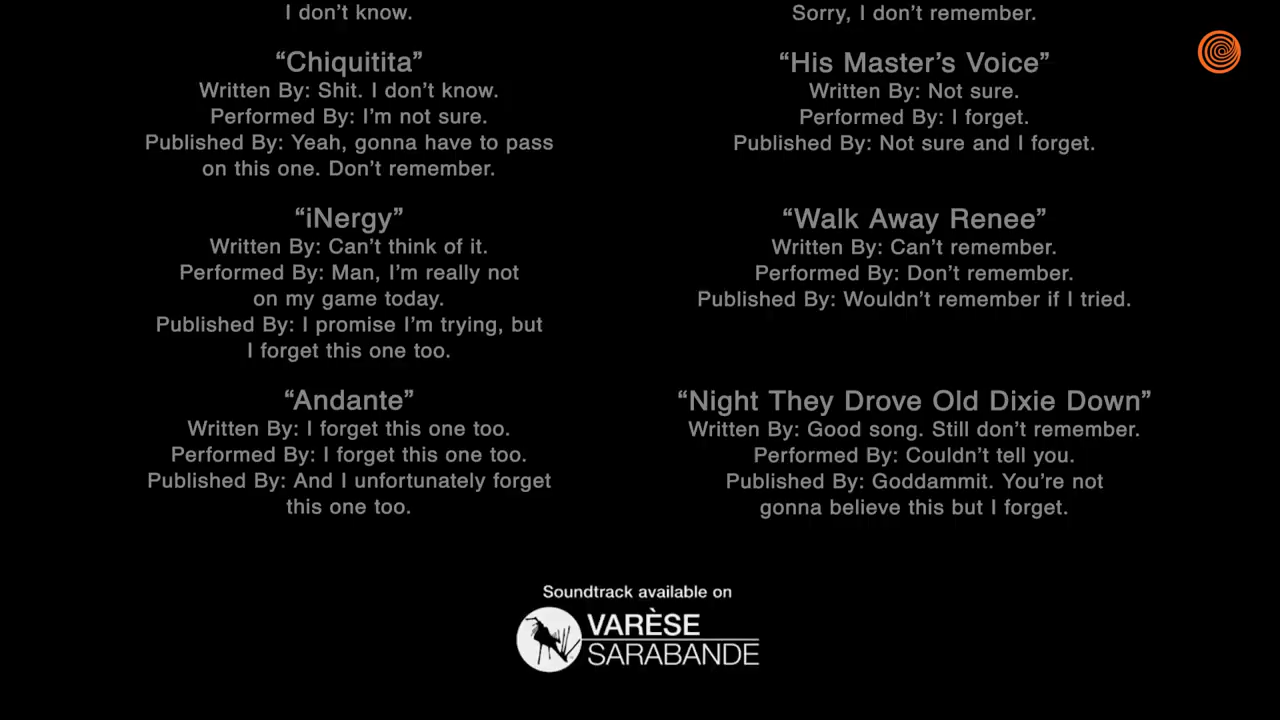 I don't know.
“Chiquitita”
Written By: Shit. I don’t know.
Performed By: I’m not sure.
Published By: Yeah, gonna have to pass
on this one. Don’t remember.
“iNergy”
Written By: Can’t think of it.
Performed By: Man, I’m really not
on my game today.
Published By: I promise I’m trying, but
I forget this one too.
“Andante”
Written By: I forget this one too.
Performed By: I forget this one too.
Published By: And I unfortunately forget
this one too.
Sorry, I don’t remember.
“His Master’s Voice”
Written By: Not sure.
Performed By: I forget.
Published By: Not sure and I forget.
“Walk Away Renee”
Written By: Can’t remember.
Performed By: Don’t remember.
Published By: Wouldn’t remember if I tried.
“Night They Drove Old Dixie Down”
Written By: Good song. Still don’t remember.
Performed By: Couldn’t tell you.
Published By: Goddammit. You’re not
gonna believe this but I forget.
Soundtrack available on
VARÈSE
SARABANDE